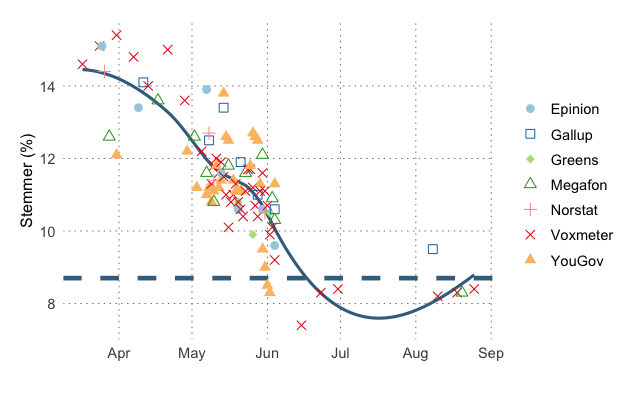 Stemmer (%)
14
12
10
8
Apr
May
Jun
Jul
Aug
Sep
Epinion
Gallup
Greens
Megafon
Norstat
Voxmeter
YouGov